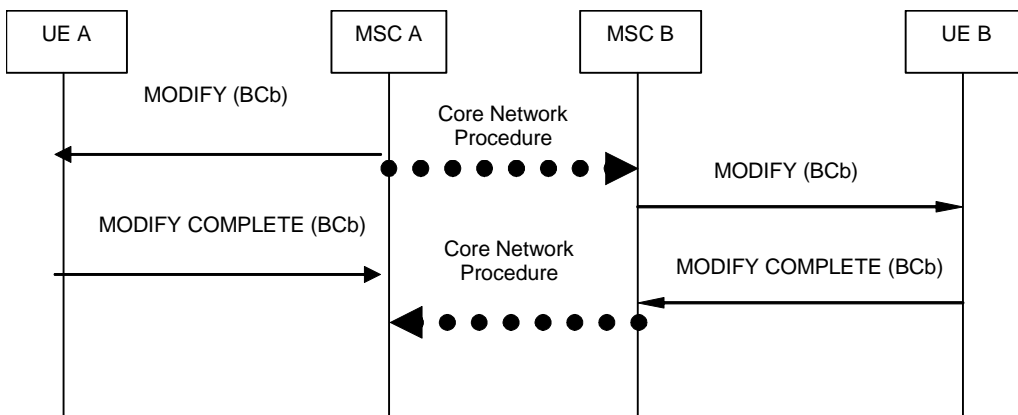 UE A
MSC A
MSC B
UE B
MODIFY (BCb)
Core Network
Procedure
MODIFY (BCb)
MODIFY COMPLETE (BCb)
Core Network
Procedure
MODIFY COMPLETE (BCb)